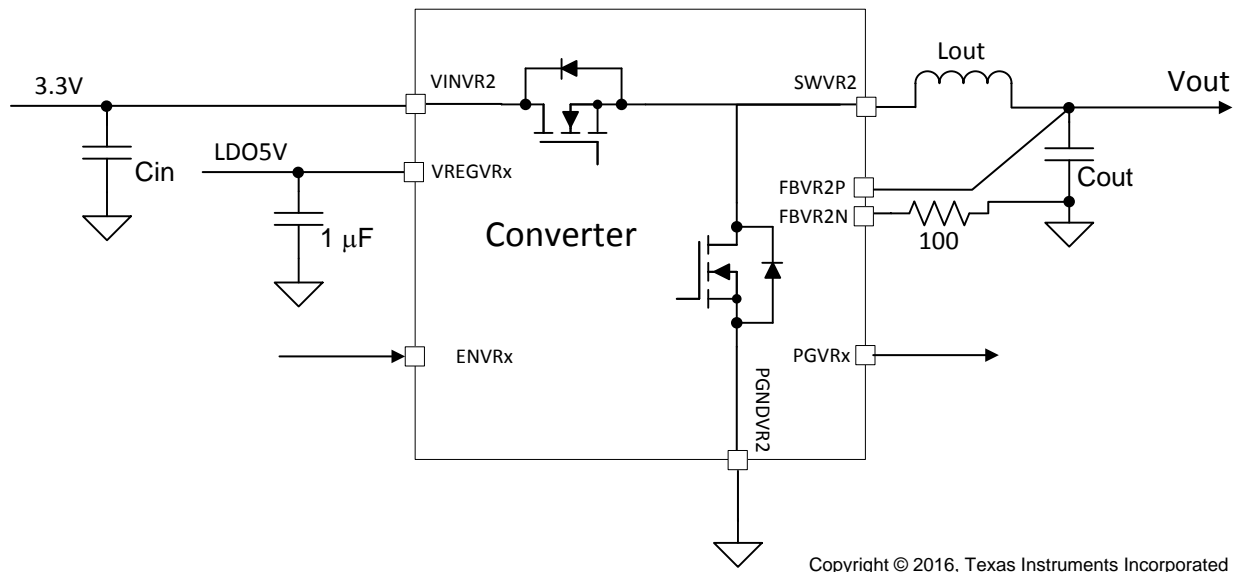 Lout
3.3V
VINVR2
SWVR2
Vout
LDO5V
Cin
VREGVRx
FBVR2P
Cout
FBVR2N
1 μF
Converter
100
ENVRx
PGVRx
PGNDVR2
Copyright © 2016, Texas Instruments Incorporated